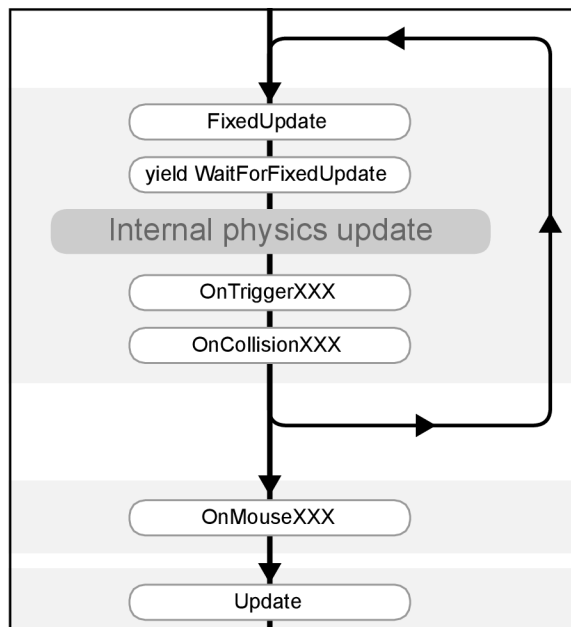 FixedUpdate
yield WaitForFixedUpdate
Internal physics update
OnTriggerXXX
OnCollisionXXX
OnMouseXXX
Update